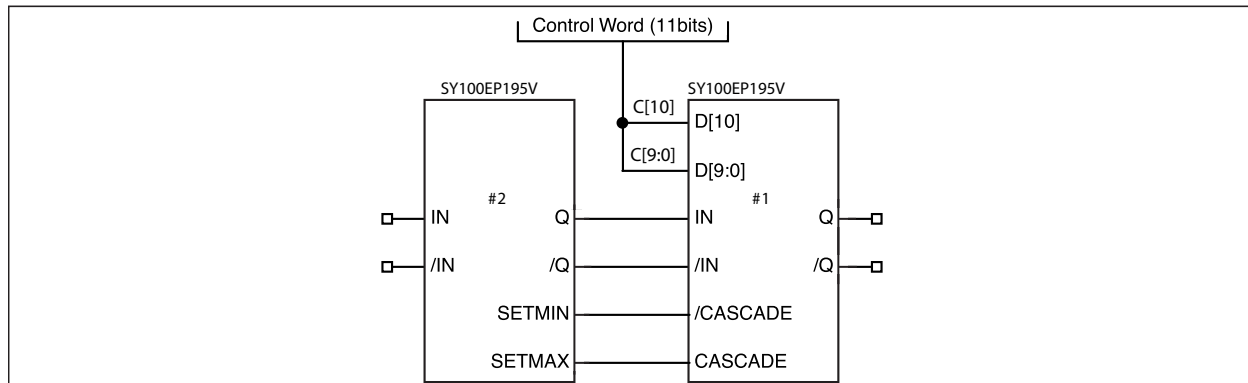 Control Word (11bits)
SY100EP195V
SY100EP195V
C[10]
D[10]
C[9:0]
D[9:0]
#2
#1
IN
Q
IN
Q
/IN
/Q
/IN
/Q
SETMIN
/CASCADE
SETMAX
CASCADE